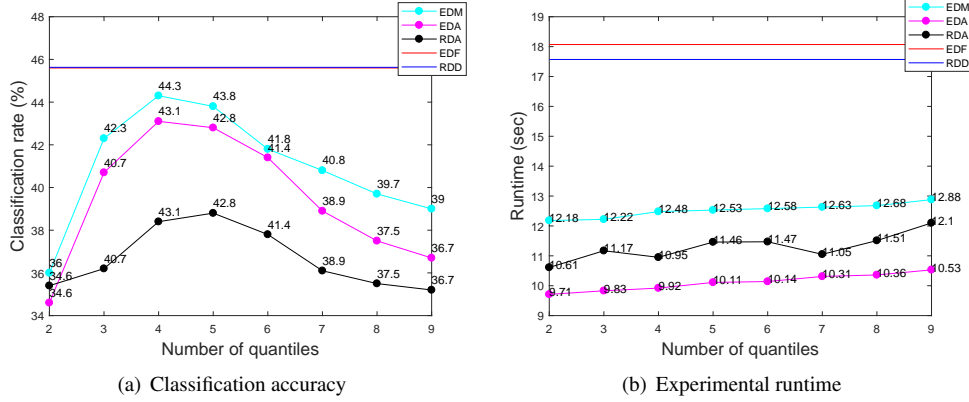 48
46
44
42
40
38
36
34
Classification rate (%)
EDM
EDA
RDA
EDF
RDD
36
42.3
44.3
43.8
41.8
40.8
39.7
39
34.6
40.7
43.1
42.8
41.4
38.9
37.5
36.7
34.6
40.7
43.1
42.8
41.4
38.9
37.5
36.7
2 3 4 5 6 7 8 9
Number of quantiles
(a) Classification accuracy
19
18
17
16
15
14
13
12
11
10
9
Runtime (sec)
EDM
EDA
RDA
EDF
RDD
12.18 12.22 12.48 12.53 12.58 12.63 12.68 12.88
10.61 11.17 10.95 11.46 11.47 11.05 11.51 12.1
9.71 9.83 9.92 10.11 10.14 10.31 10.36 10.53
2 3 4 5 6 7 8 9
Number of quantiles
(b) Experimental runtime